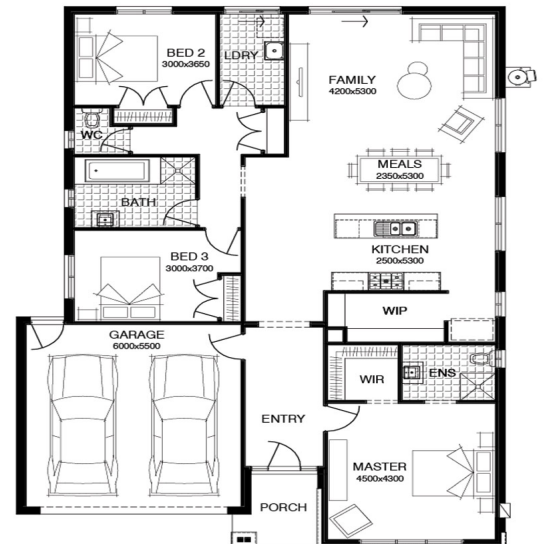 BED 2
3000x3650
LDRY
FAMILY
4200x5300
WC
MEALS
2350x5300
BATH
KITCHEN
2500x5300
BED 3
3000x3700
WIP
GARAGE
6000x5500
WIR
ENS
ENTRY
MASTER
4500x4300
PORCH